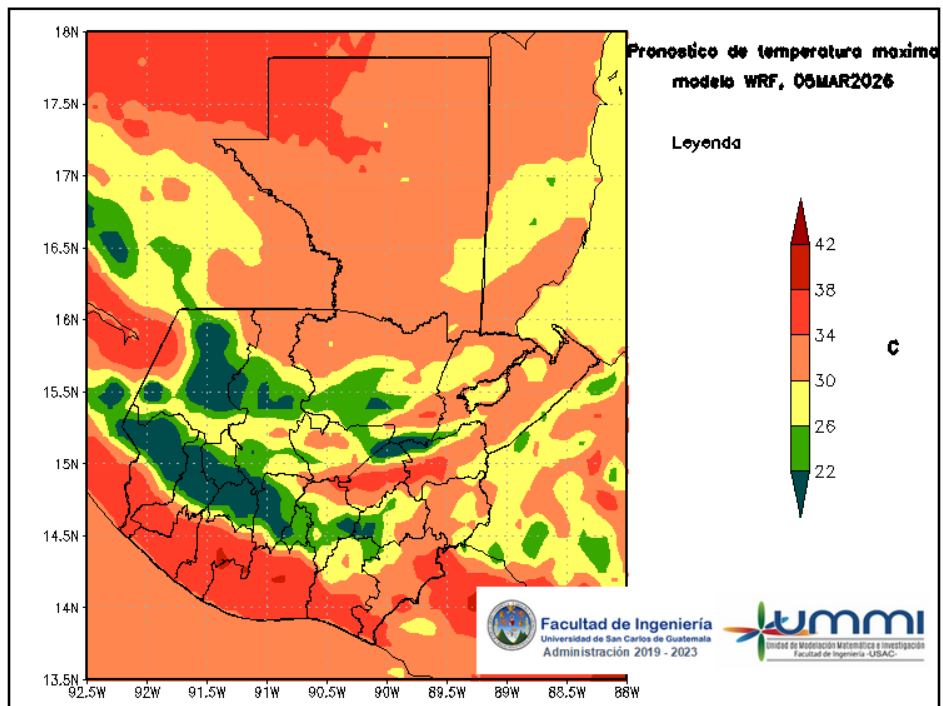 Pronostico de temperatura maxima
modelo WRF, 05MAR2026
Leyenda
42
38
34
30
26
22
C
18N
17.5N
17N
16.5N
16N
15.5N
15N
14.5N
14N
13.5N
92.5W
92W
91.5W
91W
90.5W
90W
89.5W
89W
88.5W
88W
Facultad de Ingeniería
Universidad de San Carlos de Guatemala
Administración 2019 - 2023
UMMI
Unidad de Modelación Matemática e Investigación
Facultad de Ingeniería -USAC-